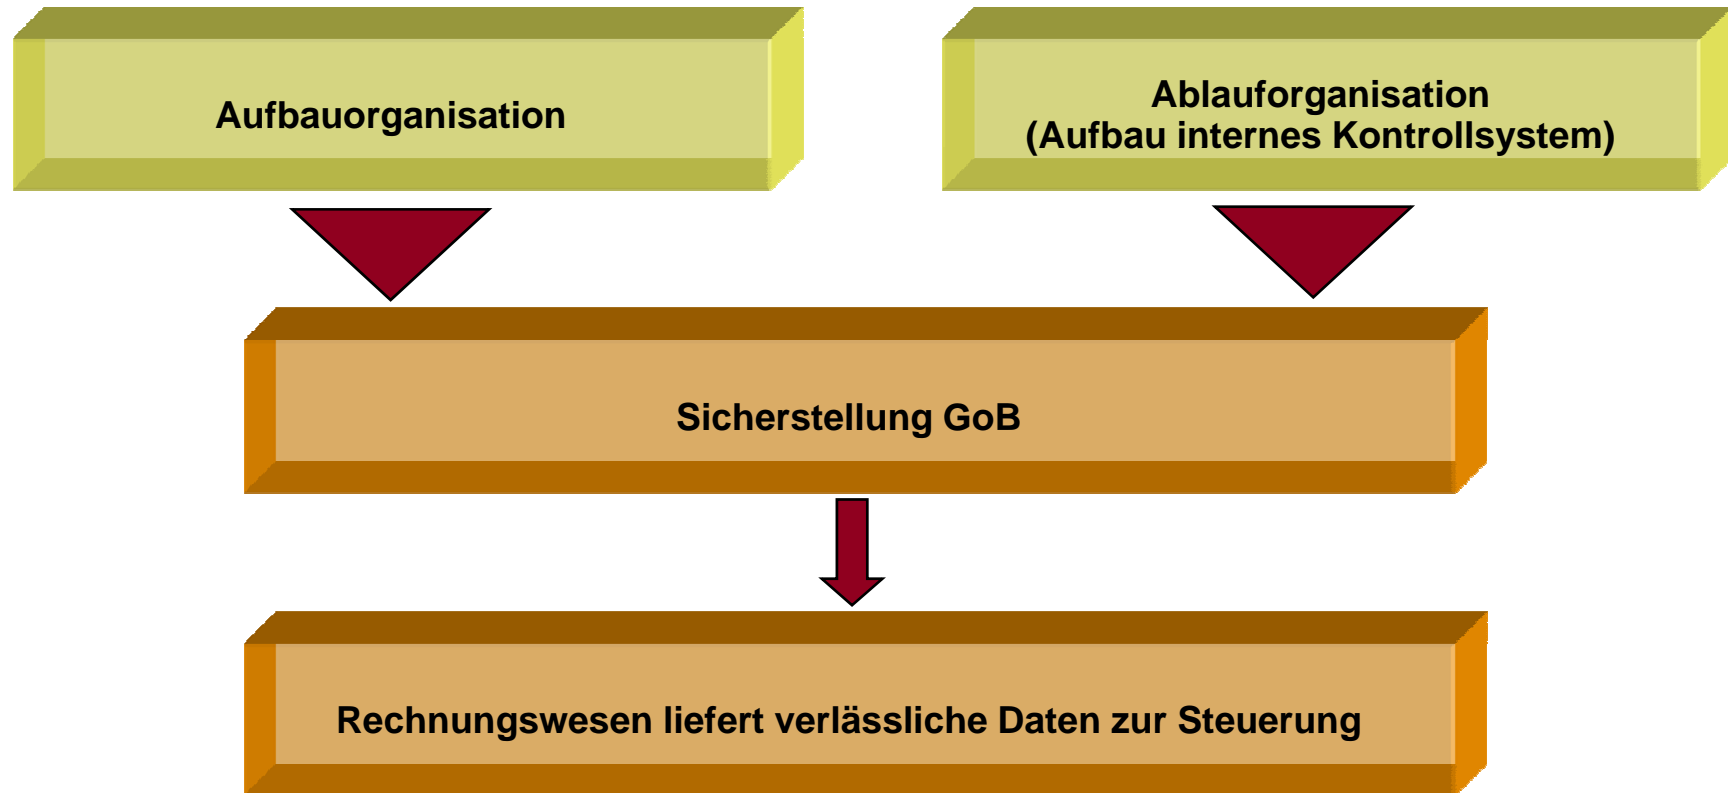 Aufbauorganisation
Ablauforganisation
(Aufbau internes Kontrollsystem)
Sicherstellung GoB
Rechnungswesen liefert verlässliche Daten zur Steuerung